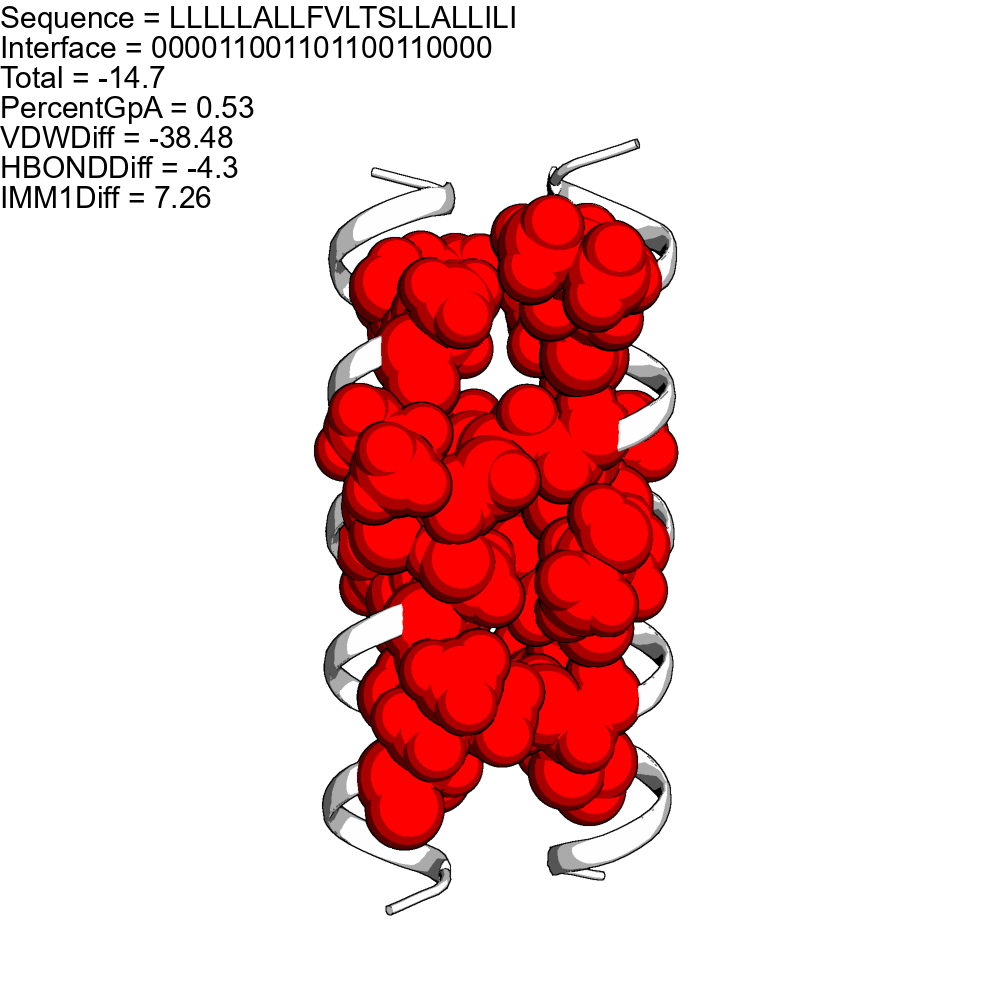 Sequence = LLLLLALLFVLTSLLALLILI
Interface = 000011001101100110000
Total = -14.7
PercentGpA = 0.53
VDWDiff = -38.48
HBONDDiff = -4.3
IMM1Diff = 7.26